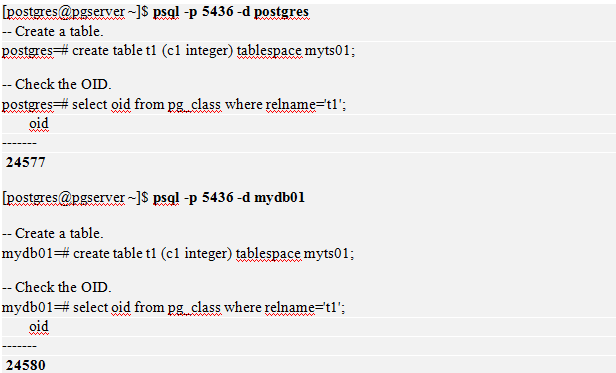 [postgres@pgserver ~]$ psql -p 5436 -d postgres
-- Create a table.
postgres=# create table t1 (c1 integer) tablespace myts01;
-- Check the OID.
postgres=# select oid from pg_class where relname='t1';
oid
-------
24577
[postgres@pgserver ~]$ psql -p 5436 -d mydb01
-- Create a table.
mydb01=# create table t1 (c1 integer) tablespace myts01;
-- Check the OID.
mydb01=# select oid from pg_class where relname='t1';
oid
-------
24580